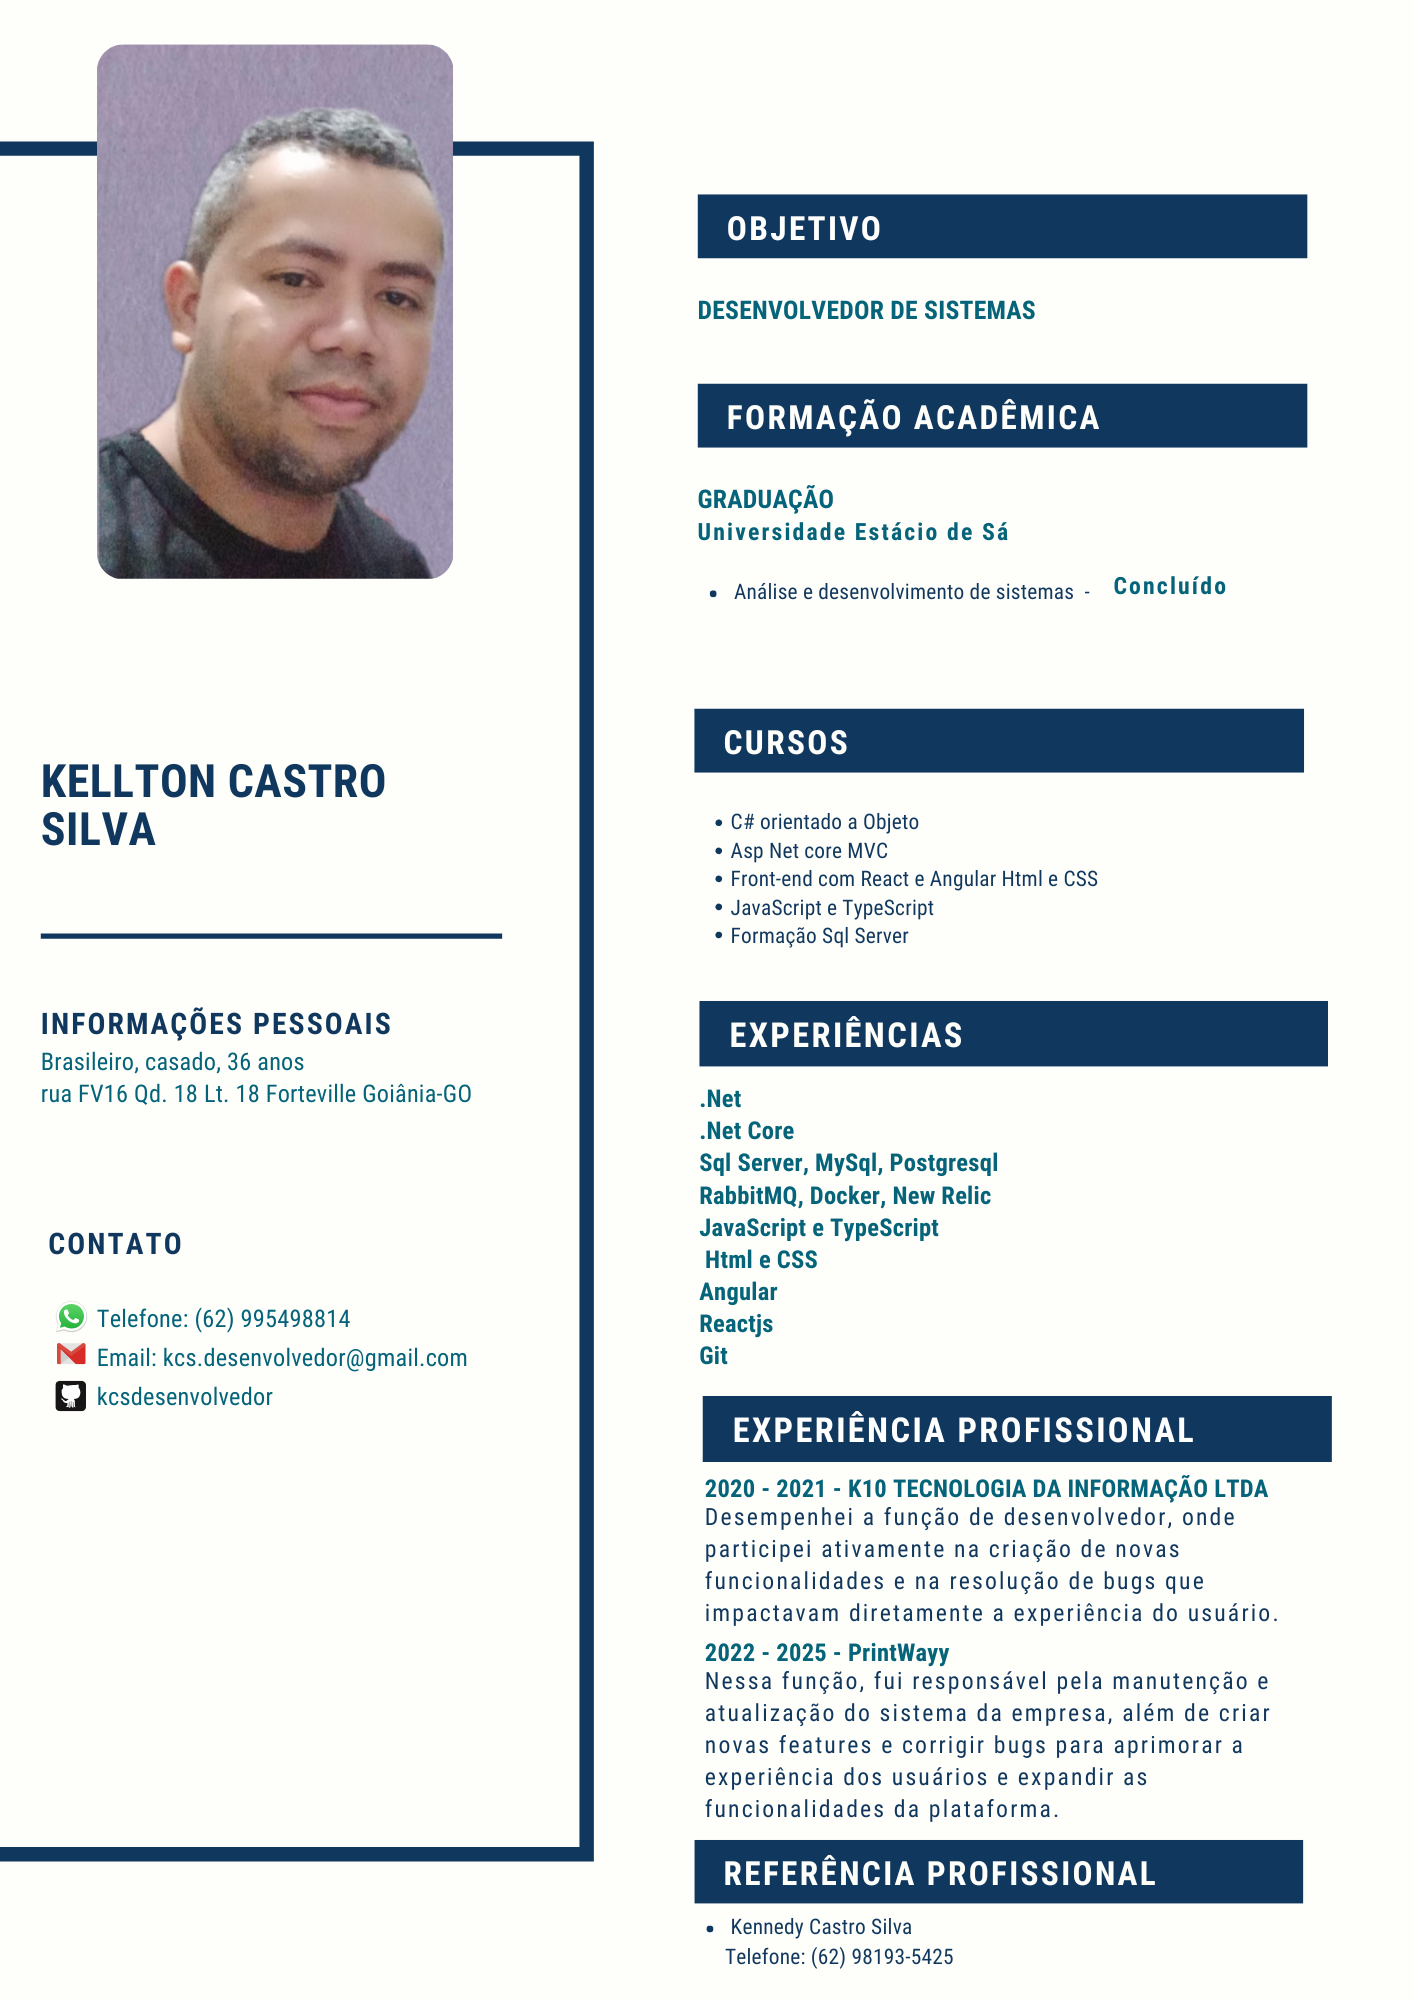 KELLTON CASTRO
SILVA
INFORMAÇÕES PESSOAIS
Brasileiro, casado, 36 anos
rua FV16 Qd. 18 Lt. 18 Forteville Goiânia-GO
CONTATO
Telefone: (62) 995498814
Email: kcs.desenvolvedor@gmail.com
kcsdesenvolvedor
OBJETIVO
DESENVOLVEDOR DE SISTEMAS
FORMAÇÃO ACADÊMICA
GRADUAÇÃO
Universidade Estácio de Sá
• Análise e desenvolvimento de sistemas - Concluído
CURSOS
• C# orientado a Objeto
• Asp Net core MVC
• Front-end com React e Angular Html e CSS
• JavaScript e TypeScript
• Formação Sql Server
EXPERIÊNCIAS
.Net
.Net Core
Sql Server, MySql, Postgresql
RabbitMQ, Docker, New Relic
JavaScript e TypeScript
Html e CSS
Angular
Reactjs
Git
EXPERIÊNCIA PROFISSIONAL
2020 - 2021 - K10 TECNOLOGIA DA INFORMAÇÃO LTDA
Desempenhei a função de desenvolvedor, onde
participei ativamente na criação de novas
funcionalidades e na resolução de bugs que
impactavam diretamente a experiência do usuário.
2022 - 2025 - PrintWayy
Nessa função, fui responsável pela manutenção e
atualização do sistema da empresa, além de criar
novas features e corrigir bugs para aprimorar a
experiência dos usuários e expandir as
funcionalidades da plataforma.
REFERÊNCIA PROFISSIONAL
• Kennedy Castro Silva
Telefone: (62) 98193-5425